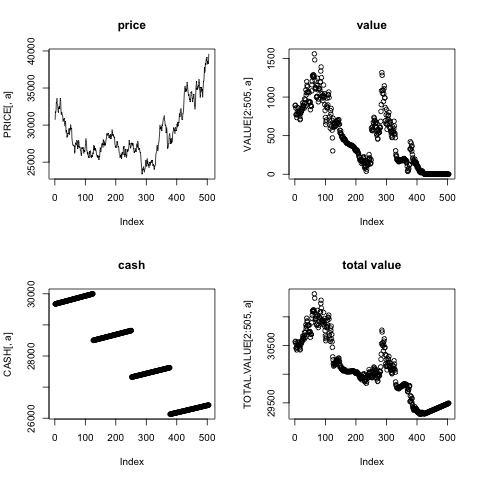 price
PRICE[, a]
25000 30000 35000 40000
0 100 200 300 400 500
Index
value
VALUE[2:505, a]
0 500 1000 1500
0 100 200 300 400 500
Index
cash
CASH[, a]
26000 28000 30000
0 100 200 300 400 500
Index
total value
TOTAL.VALUE[2:505, a]
29500 30500
0 100 200 300 400 500
Index